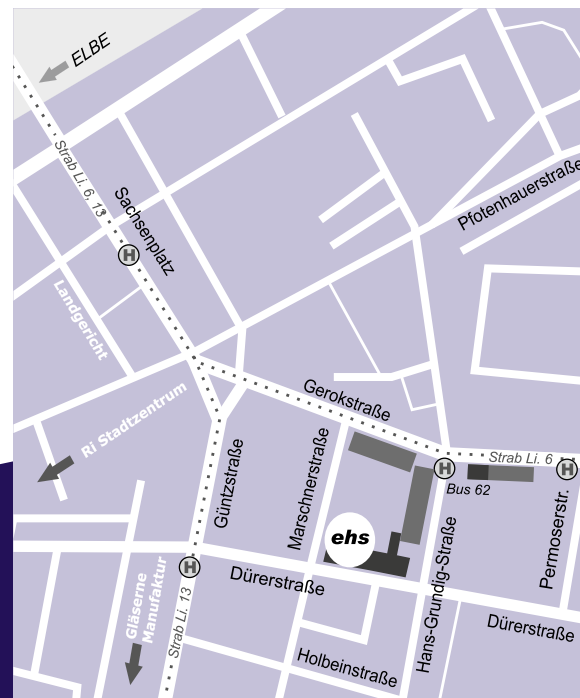 ELBE
Strab Li. 6, 13
Sachsenplatz
H
Pfotenhauerstraße
Landgericht
Ri Stadtzentrum
Gerokstraße
Güntzstraße
Marschnerstraße
Strab Li. 6
H
H
Bus 62
ehs
Permoserstr.
Hans-Grundig-Straße
H
Dürerstraße
Gläserne
Manufaktur
Strab Li. 13
Dürerstraße
Holbeinstraße